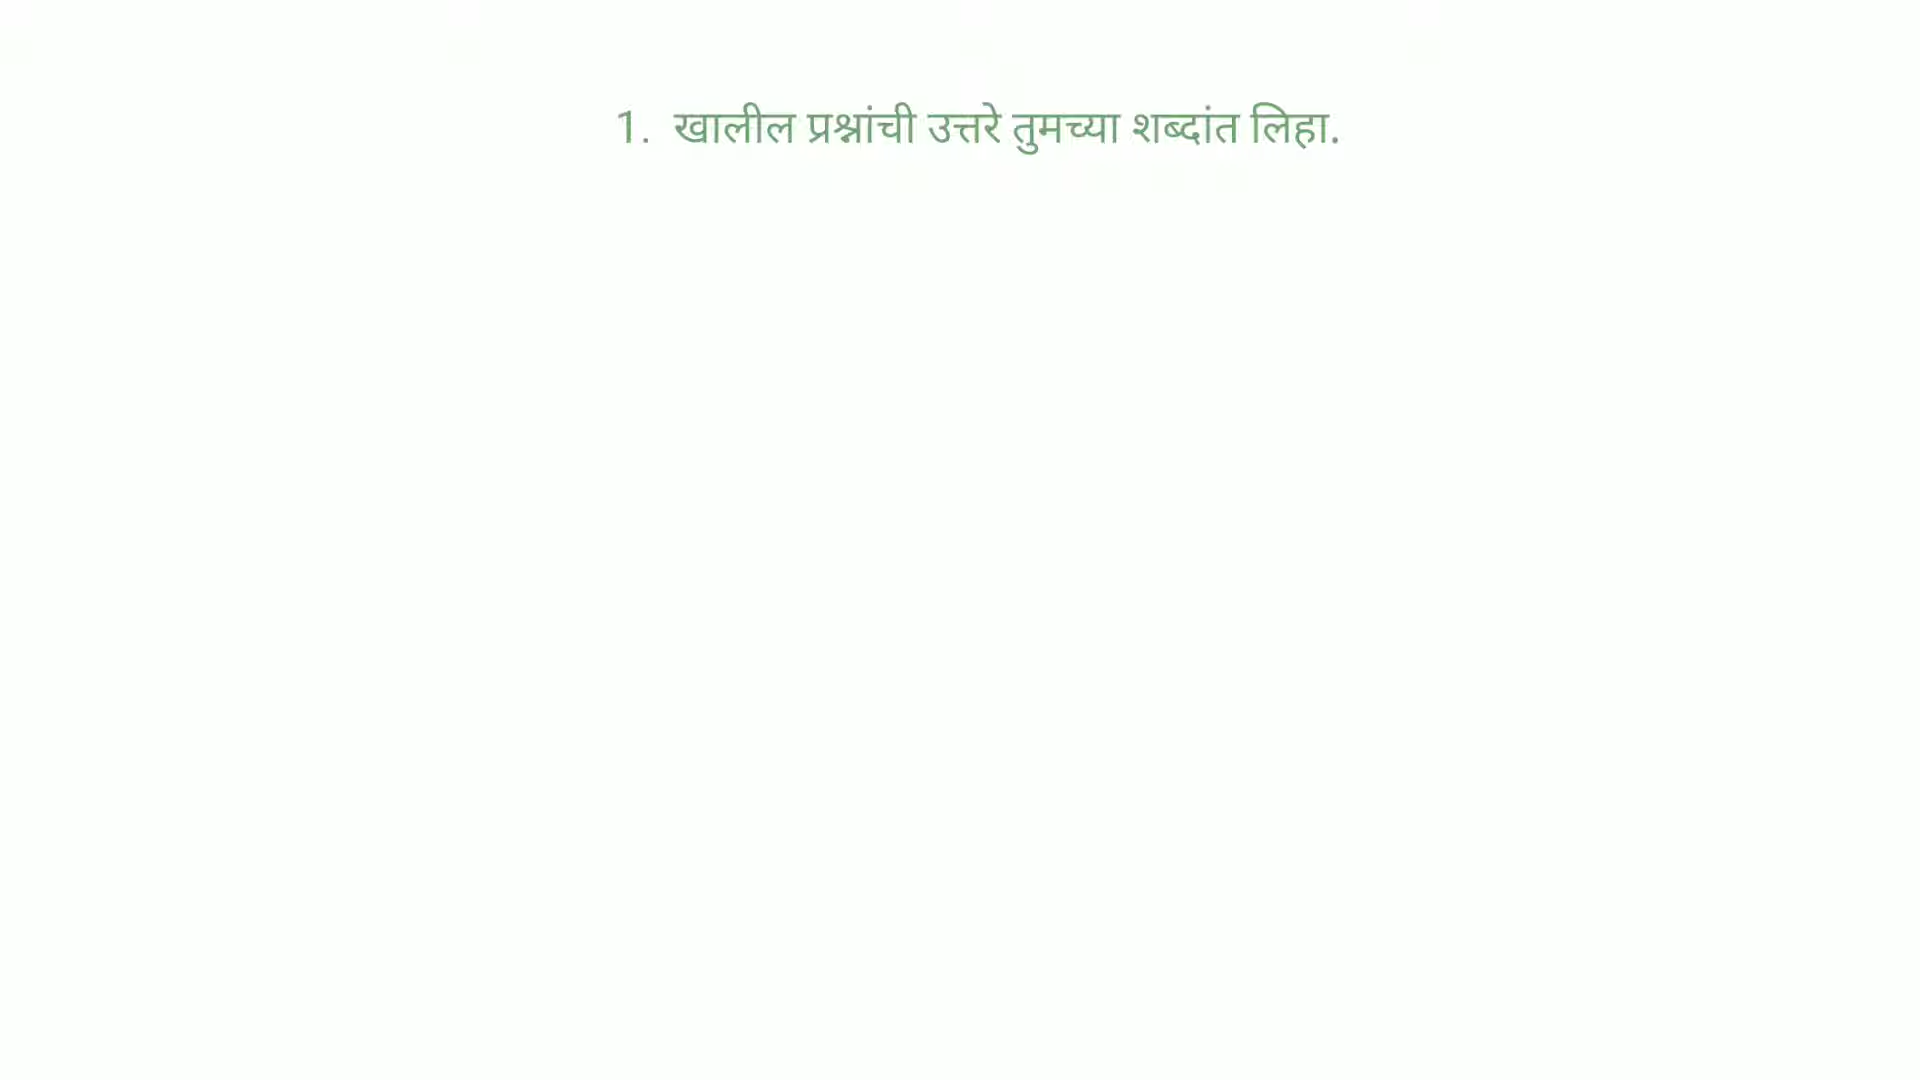 1. खालील प्रश्नांची उत्तरे तुमच्या शब्दांत लिहा.